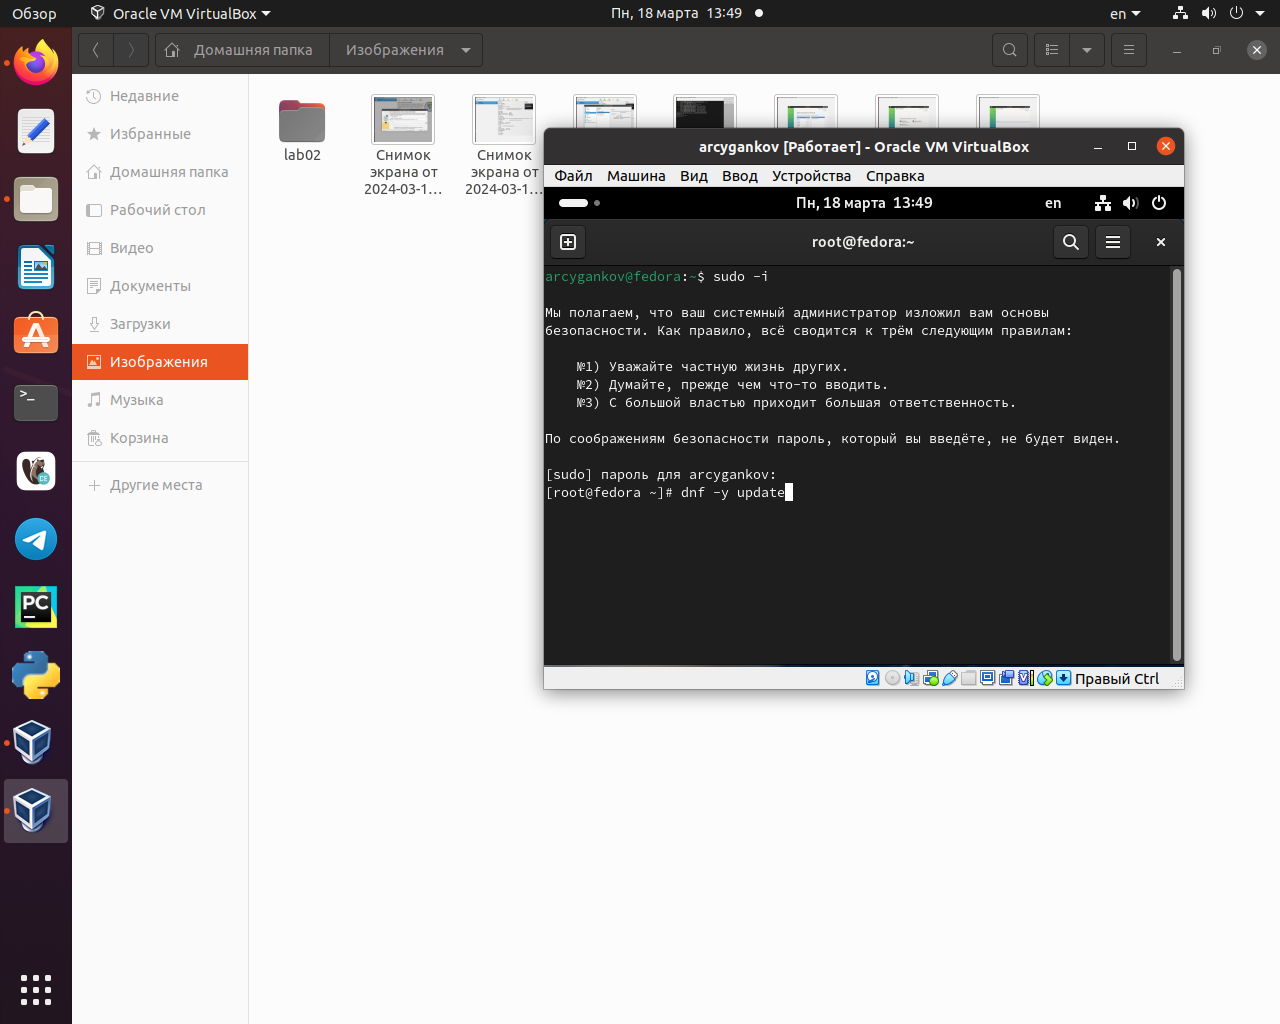 Обзор
Oracle VM VirtualBox
Пн, 18 марта 13:49
en
Домашняя папка
Изображения
Недавние
Избранные
Домашняя папка
Рабочий стол
Видео
Документы
Загрузки
Изображения
Музыка
Корзина
Другие места
lab02
Снимок
экрана от
2024-03-1…
Снимок
экрана от
2024-03-1…
arcygankov [Работает] - Oracle VM VirtualBox
Файл Машина Вид Ввод Устройства Справка
Пн, 18 марта 13:49
en
root@fedora:~
arcygankov@fedora:~$ sudo -i
Мы полагаем, что ваш системный администратор изложил вам основы
безопасности. Как правило, всё сводится к трём следующим правилам:
№1) Уважайте частную жизнь других.
№2) Думайте, прежде чем что-то вводить.
№3) С большой властью приходит большая ответственность.
По соображениям безопасности пароль, который вы введёте, не будет виден.
[sudo] пароль для arcygankov:
[root@fedora ~]# dnf -y update
Правый Ctrl
PC